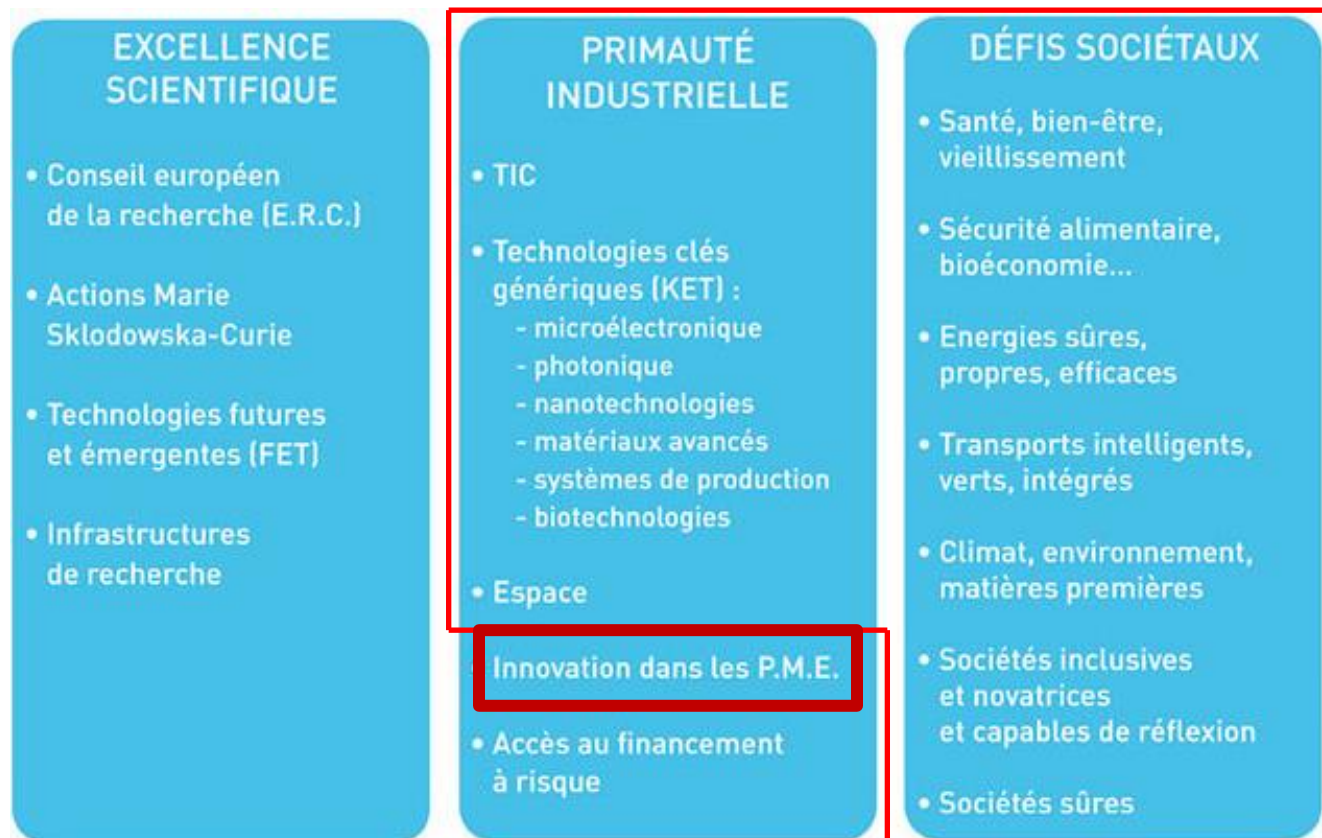 EXCELLENCE
SCIENTIFIQUE
• Conseil européen
de la recherche (E.R.C.)
• Actions Marie
Sklodowska-Curie
• Technologies futures
et émergentes (FET)
• Infrastructures
de recherche
PRIMAUTÉ
INDUSTRIELLE
• TIC
• Technologies clés
génériques (KET) :
- microélectronique
- photonique
- nanotechnologies
- matériaux avancés
- systèmes de production
- biotechnologies
• Espace
• Innovation dans les P.M.E.
• Accès au financement
à risque
DÉFIS SOCIÉTAUX
• Santé, bien-être,
vieillissement
• Sécurité alimentaire,
bioéconomie...
• Energies sûres,
propres, efficaces
• Transports intelligents,
verts, intégrés
• Climat, environnement,
matières premières
• Sociétés inclusives
et novatrices
et capables de réflexion
• Sociétés sûres